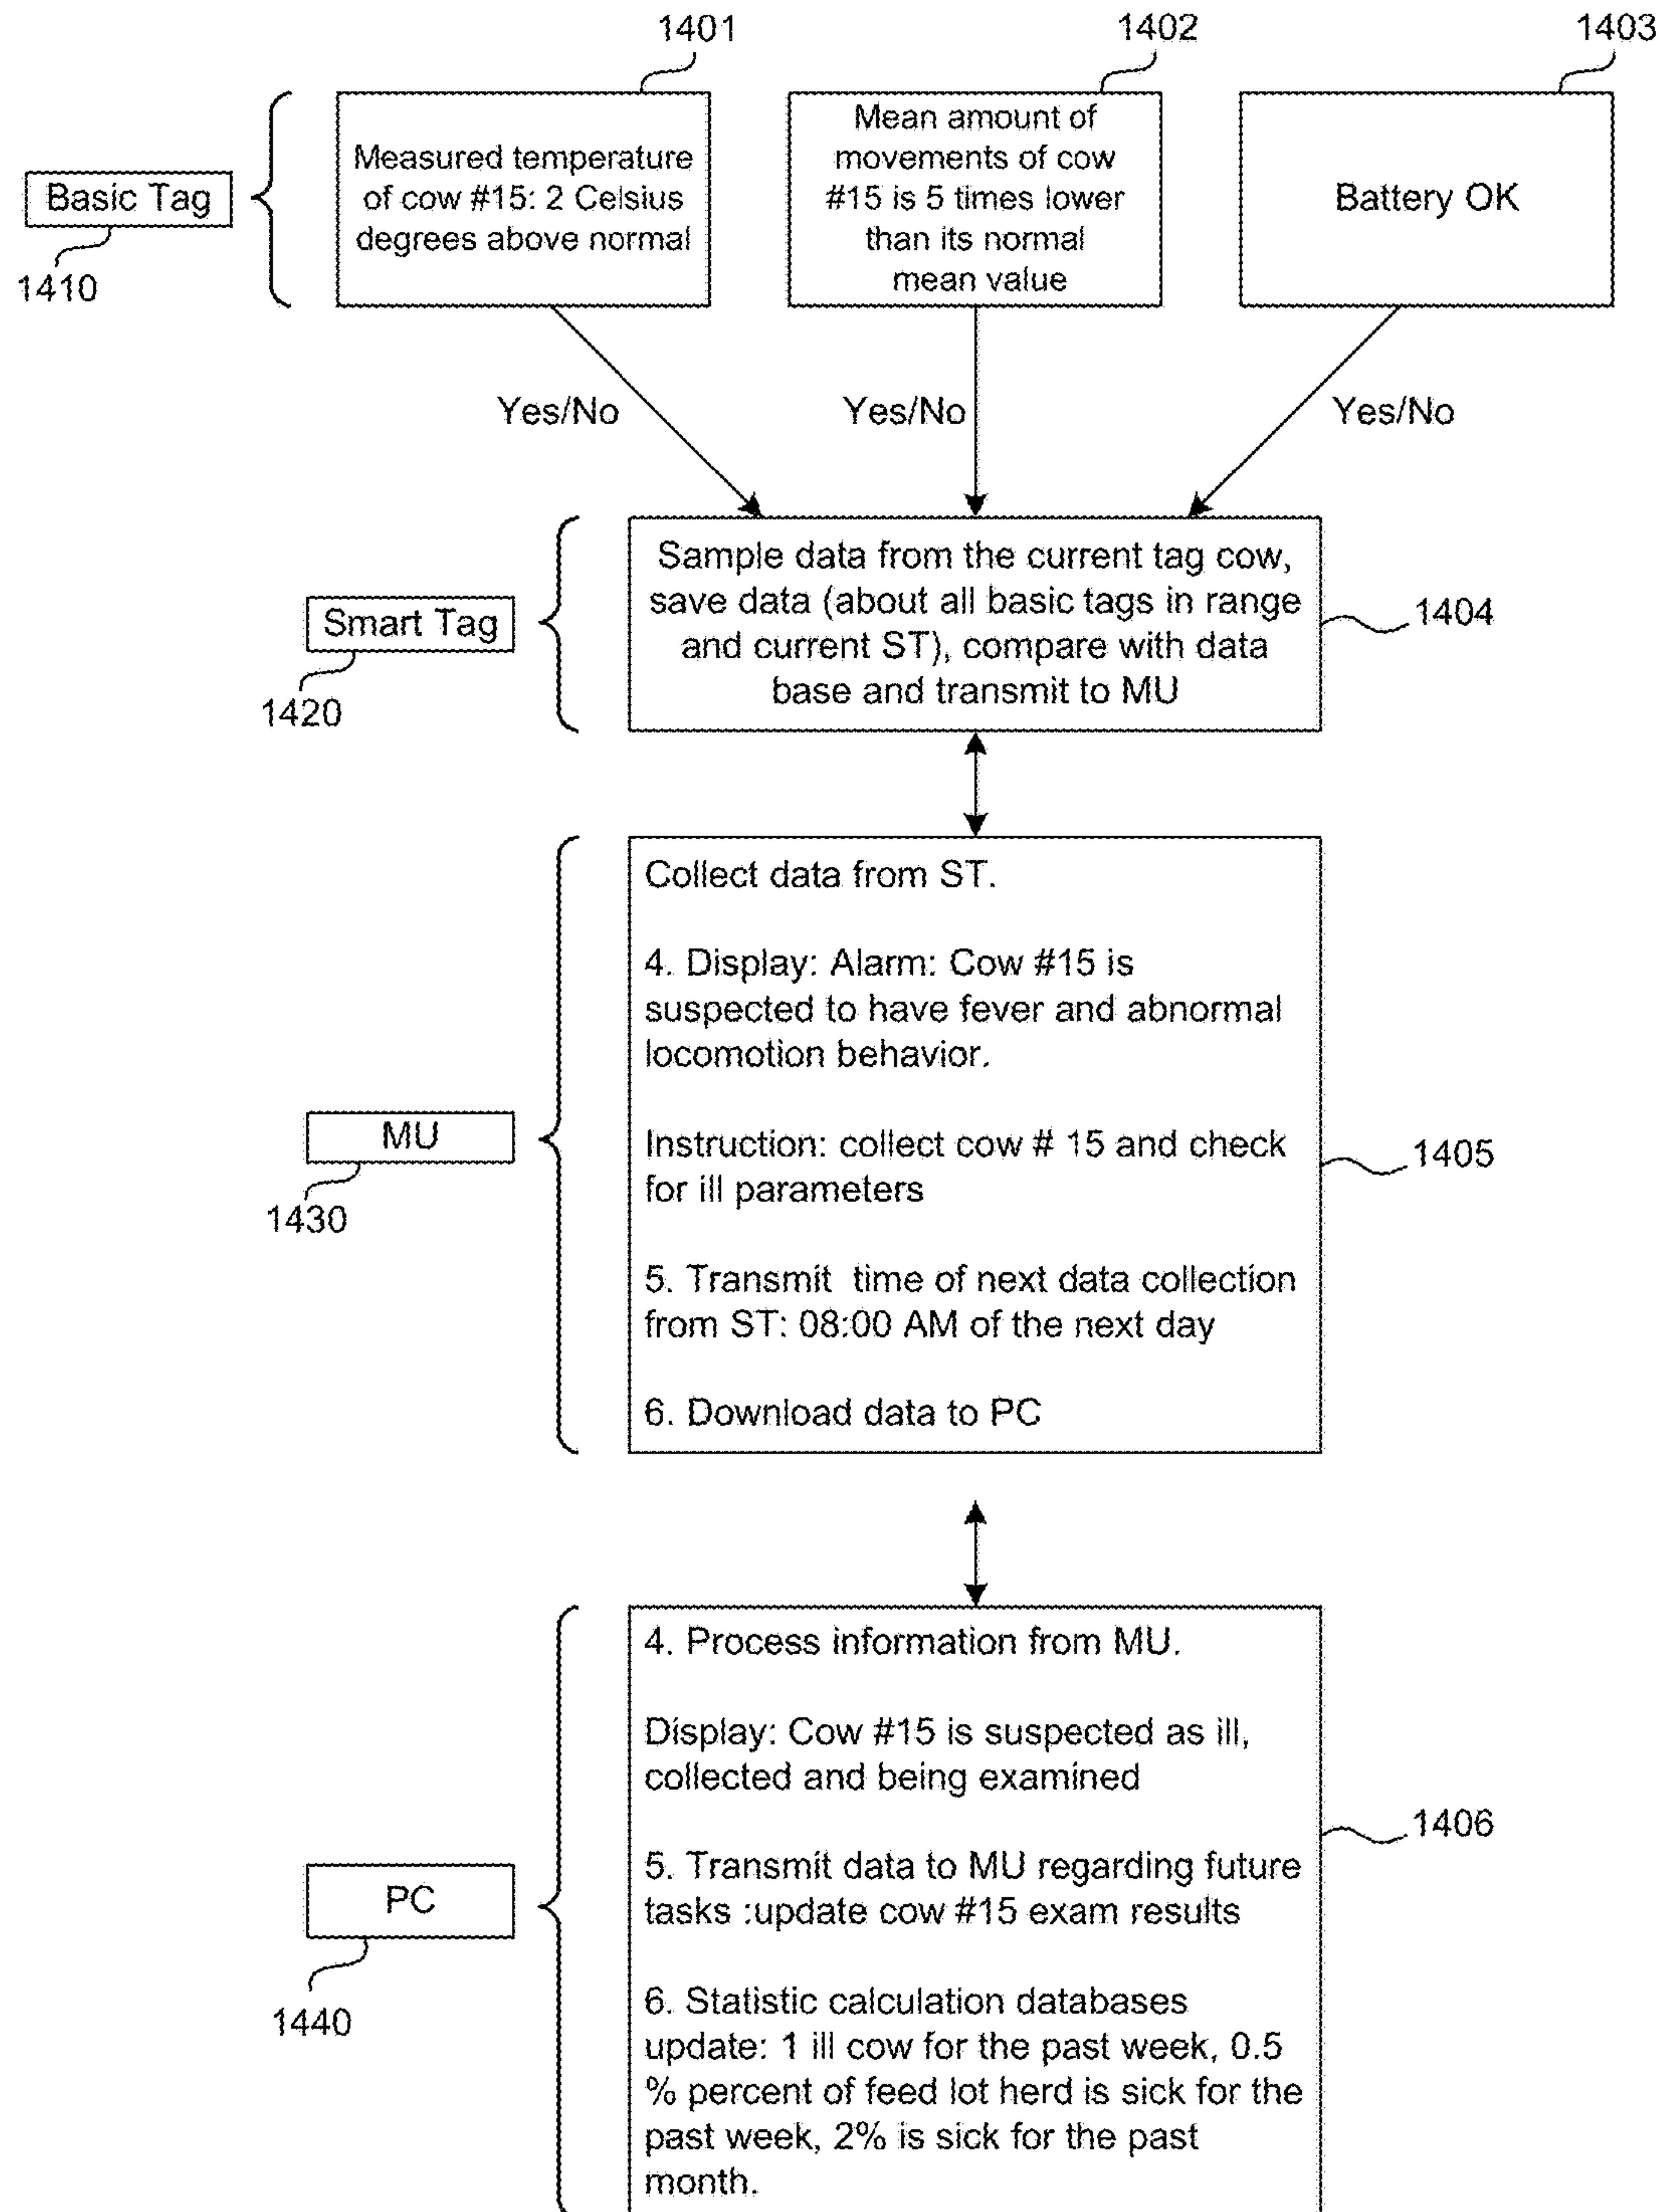 1401
1402
1403
Basic Tag
1410
Measured temperature
of cow #15: 2 Celsius
degrees above normal
Mean amount of
movements of cow
#15 is 5 times lower
than its normal
mean value
Battery OK
Yes/No
Yes/No
Yes/No
Smart Tag
1420
Sample data from the current tag cow,
save data (about all basic tags in range
and current ST), compare with data
base and transmit to MU
1404
MU
1430
Collect data from ST.
4. Display: Alarm: Cow #15 is
suspected to have fever and abnormal
locomotion behavior.
Instruction: collect cow # 15 and check
for ill parameters
5. Transmit time of next data collection
from ST: 08:00 AM of the next day
6. Download data to PC
1405
PC
1440
4. Process information from MU.
Display: Cow #15 is suspected as ill,
collected and being examined
5. Transmit data to MU regarding future
tasks :update cow #15 exam results
6. Statistic calculation databases
update: 1 ill cow for the past week, 0.5
% percent of feed lot herd is sick for the
past week, 2% is sick for the past
month.
1406